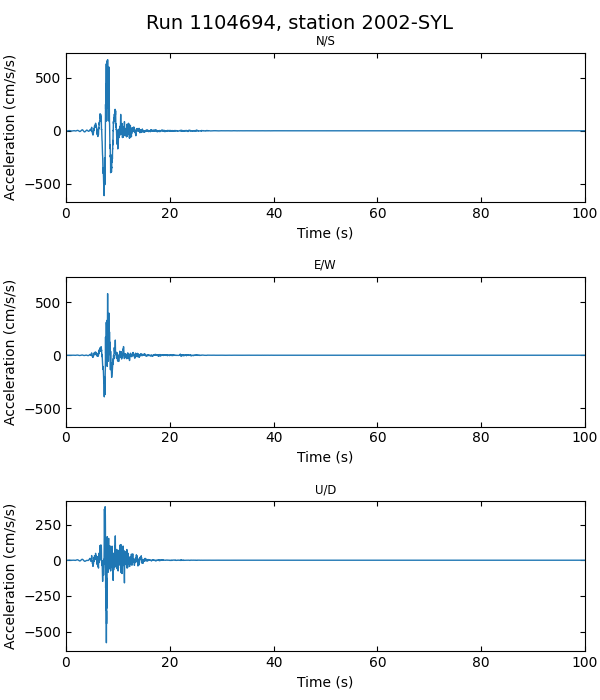 Run 1104694, station 2002-SYL
N/S
Acceleration (cm/s/s)
500
0
−500
0 20 40 60 80 100
Time (s)
E/W
Acceleration (cm/s/s)
500
0
−500
0 20 40 60 80 100
Time (s)
U/D
Acceleration (cm/s/s)
250
0
−250
−500
0 20 40 60 80 100
Time (s)